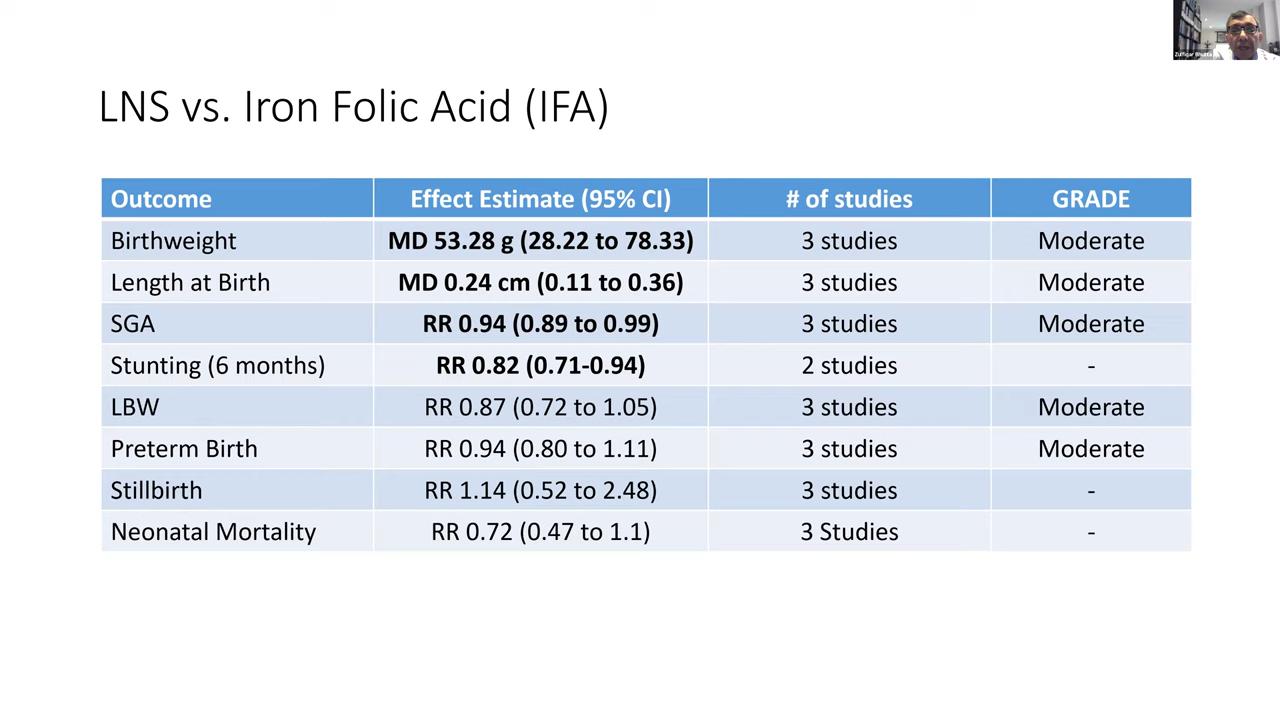 Zulfiqar Bhutta
LNS vs. Iron Folic Acid (IFA)
Outcome Effect Estimate (95% CI) # of studies GRADE
Birthweight MD 53.28 g (28.22 to 78.33) 3 studies Moderate
Length at Birth MD 0.24 cm (0.11 to 0.36) 3 studies Moderate
SGA RR 0.94 (0.89 to 0.99) 3 studies Moderate
Stunting (6 months) RR 0.82 (0.71-0.94) 2 studies -
LBW RR 0.87 (0.72 to 1.05) 3 studies Moderate
Preterm Birth RR 0.94 (0.80 to 1.11) 3 studies Moderate
Stillbirth RR 1.14 (0.52 to 2.48) 3 studies -
Neonatal Mortality RR 0.72 (0.47 to 1.1) 3 Studies -